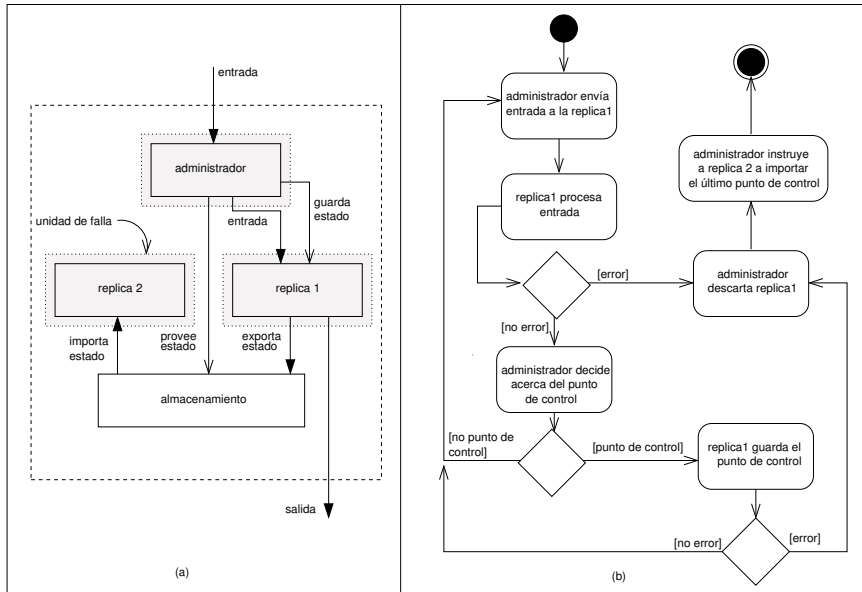 entrada
administrador
guarda
estado
entrada
unidad de falla
replica 2
replica 1
importa
estado
provee
estado
exporta
estado
almacenamiento
salida
(a)
administrador envía
entrada a la replica1
replica1 procesa
entrada
[error]
[no error]
administrador instruye
a replica 2 a importar
el último punto de control
administrador
descarta replica1
administrador decide
acerca del punto
de control
[no punto de
control]
[punto de control]
replica1 guarda el
punto de control
[no error]
[error]
(b)